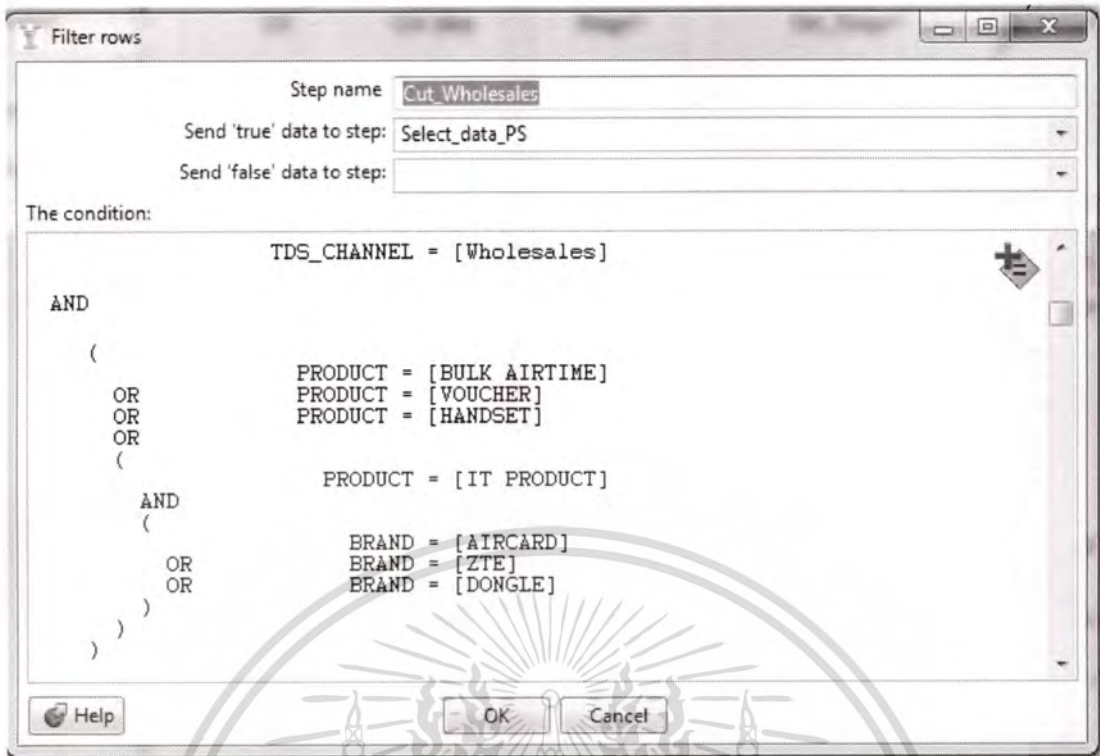 Filter rows
Step name Cut_Wholesales
Send 'true' data to step: Select_data_PS
Send 'false' data to step:
The condition:
TDS_CHANNEL = [Wholesales]
AND
(
PRODUCT = [BULK AIRTIME]
OR PRODUCT = [VOUCHER]
OR PRODUCT = [HANDSET]
OR
(
PRODUCT = [IT PRODUCT]
AND
(
BRAND = [AIRCARD]
OR BRAND = [ZTE]
OR BRAND = [DONGLE]
)
)
)
Help OK Cancel